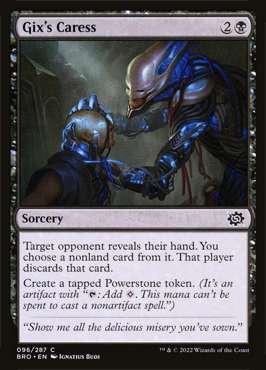 Gix's Caress 2
Sorcery
Target opponent reveals their hand. You
choose a nonland card from it. That player
discards that card.
Create a tapped Powerstone token. (It's an
artifact with “: Add . This mana can't be
spent to cast a nonartifact spell.”)
“Show me all the delicious misery you've sown.”
096/287 C
BRO • EN Ignatius Budi
™ & © 2022 Wizards of the Coast